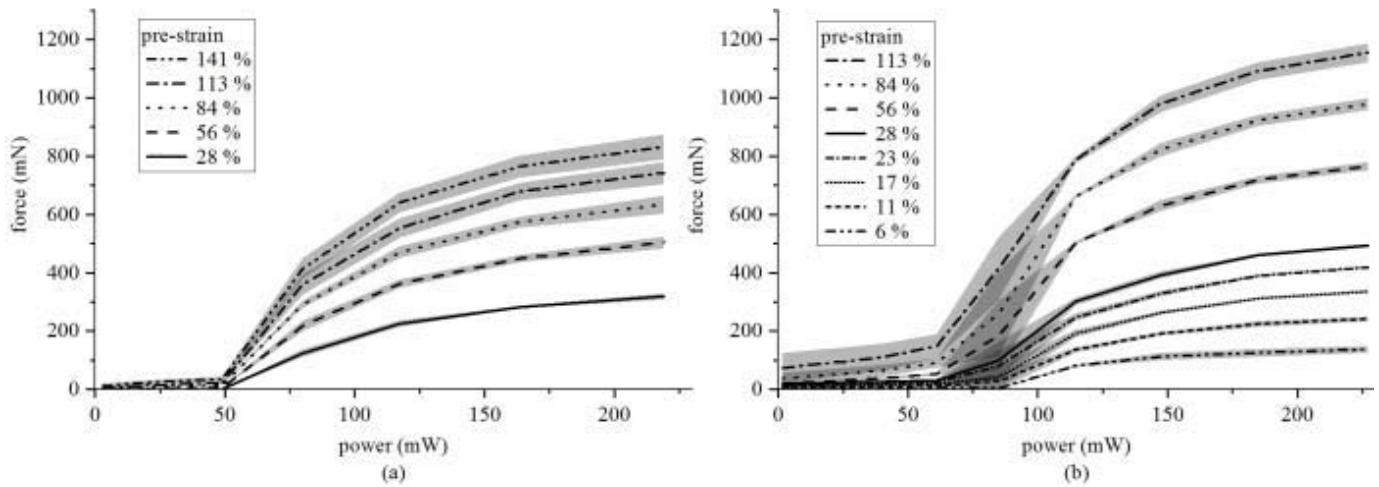 1200
1000
800
600
400
200
0
force (mN)
pre-strain
141 %
113 %
84 %
56 %
28 %
0 50 100 150 200
power (mW)
(a)
1200
1000
800
600
400
200
0
force (mN)
pre-strain
113 %
84 %
56 %
28 %
23 %
17 %
11 %
6 %
0 50 100 150 200
power (mW)
(b)